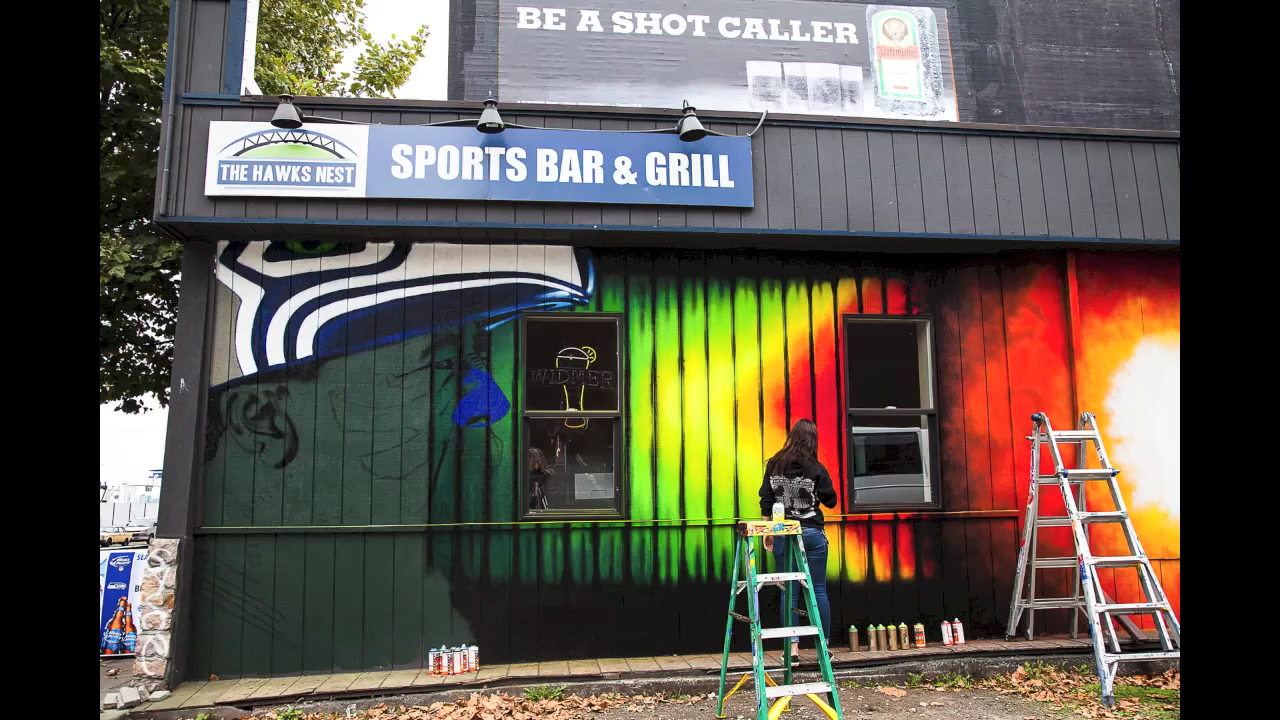 BE A SHOT CALLER
THE HAWKS NEST
SPORTS BAR & GRILL
WIDMER